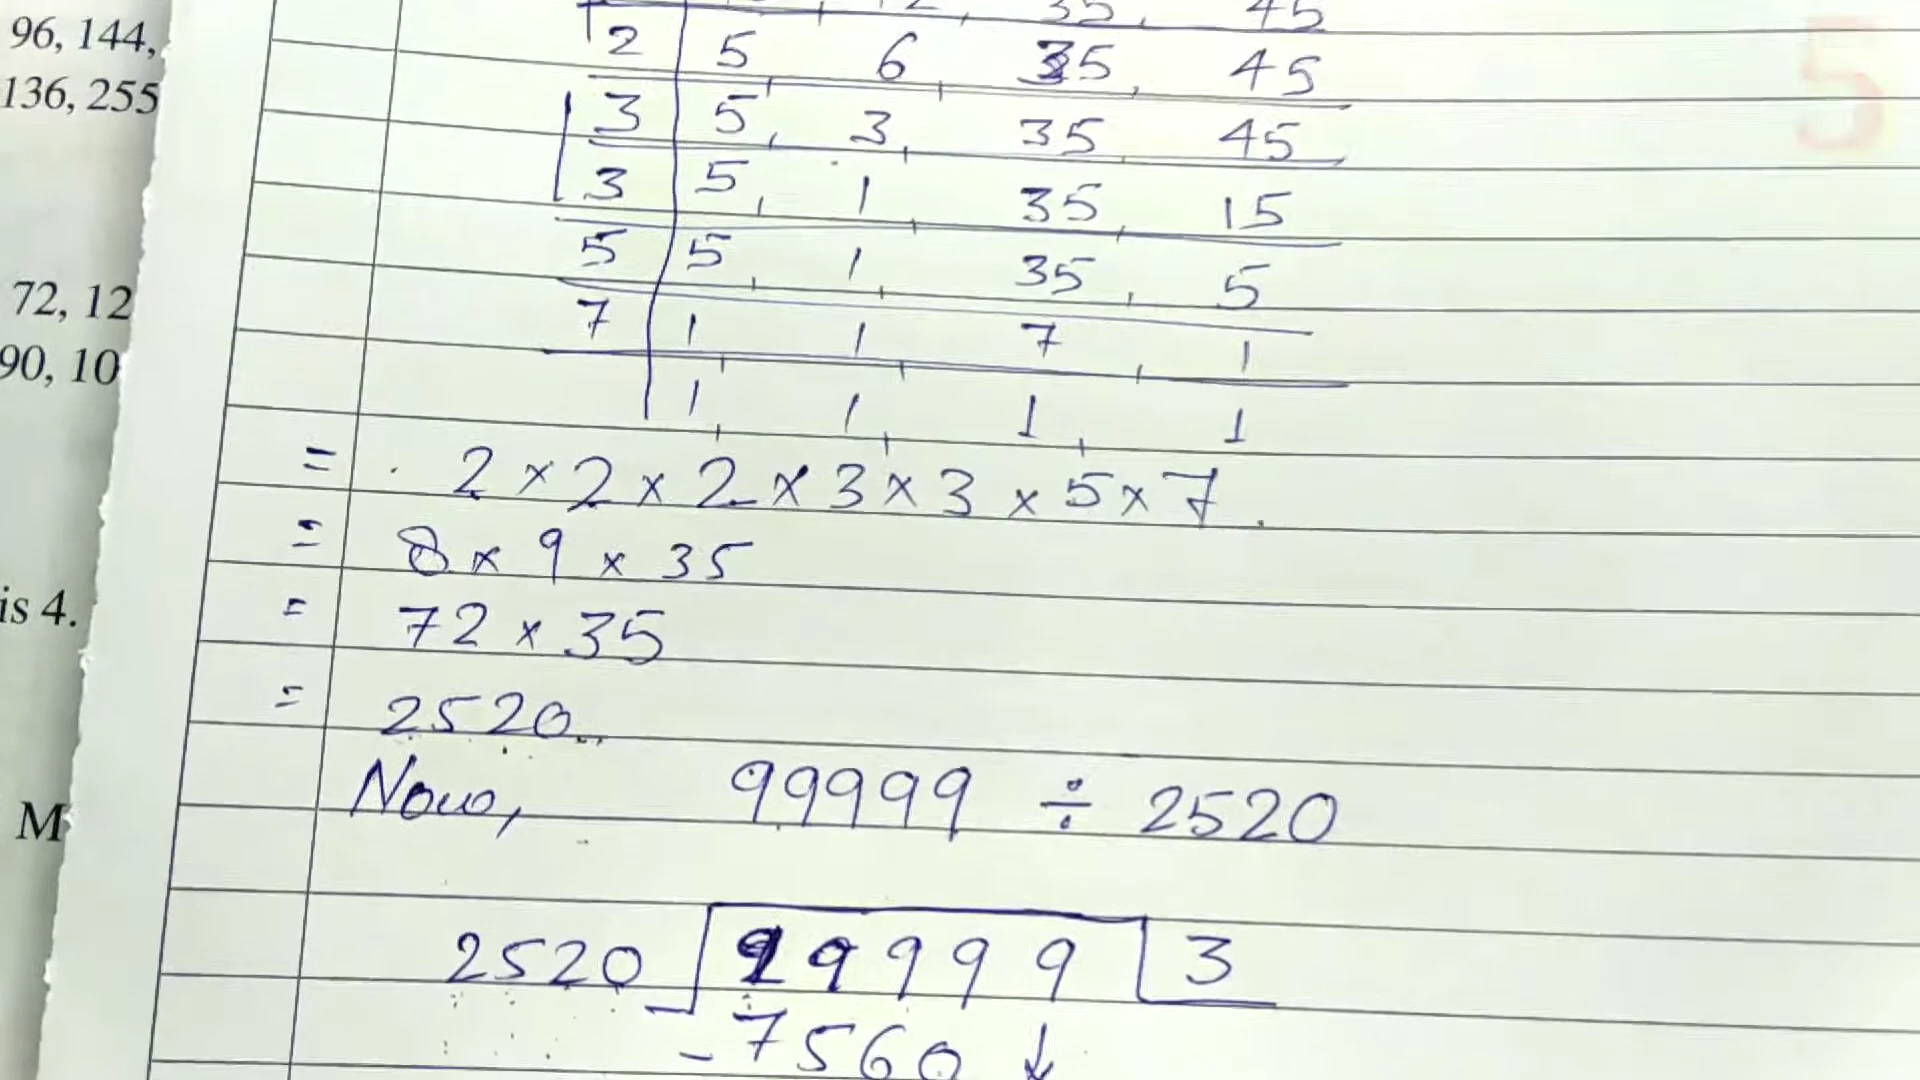 96, 144,
136, 255
72, 12
90, 10
is 4.
M
35, 45
2 5, 6, 35, 45
3 5, 3, 35, 45
3 5, 1, 35, 15
5 5, 1, 35, 5
7 1, 1, 7, 1
1, 1, 1, 1
= 2 × 2 × 2 × 3 × 3 × 5 × 7.
= 8 × 9 × 35
= 72 × 35
= 2520
Now, 99999 ÷ 2520
2520 99999 3
- 7560 ↓
5